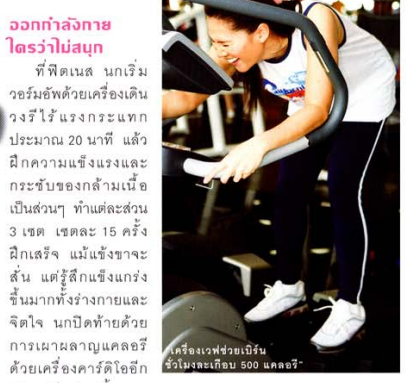 ออกกำลังกาย
ใครว่าไม่สนุก
ที่ฟิตเนส นกเริ่ม
วอร์มอัพด้วยเครื่องเดิน
วงรีไร้แรงกระแทก
ประมาณ 20 นาที แล้ว
ฝึกความแข็งแรงและ
กระชับของกล้ามเนื้อ
เป็นส่วนๆ ทำแต่ละส่วน
3 เซต เซตละ 15 ครั้ง
ฝึกเสร็จ แม้แข้งขาจะ
สั่น แต่รู้สึกแข็งแกร่ง
ขึ้นมากทั้งร่างกายและ
จิตใจ นกปิดท้ายด้วย
การเผาผลาญแคลอรี
ด้วยเครื่องคาร์ดิโออีก
"เครื่องเวฟช่วยเบิร์น
ชั่วโมงละเกือบ 500 แคลอรี"